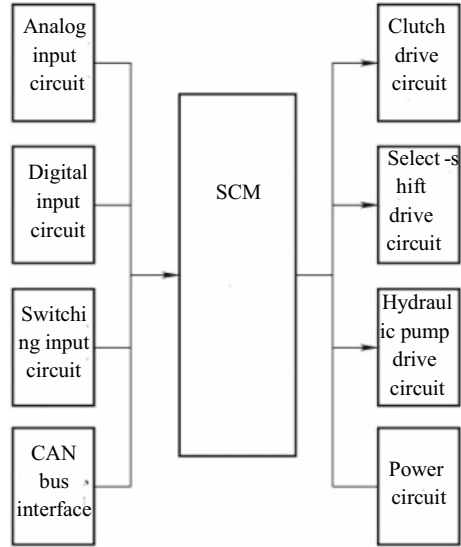 Analog
input
circuit
Digital
input
circuit
Switchi
ng input
circuit
CAN
bus
interface
SCM
Clutch
drive
circuit
Select -s
hift
drive
circuit
Hydraul
ic pump
drive
circuit
Power
circuit